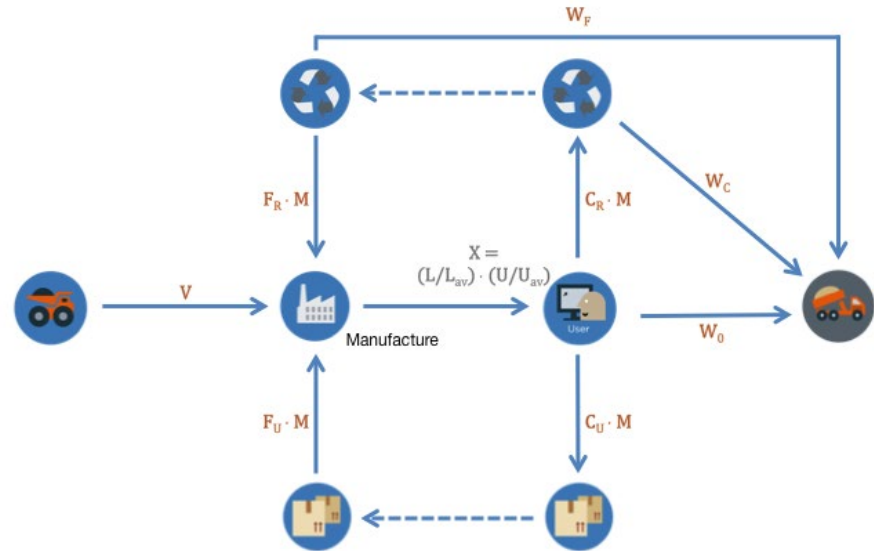 W_F
F_R · M
C_R · M
W_C
X =
(L/L_av) · (U/U_av)
V
User
W_0
Manufacture
F_U · M
C_U · M